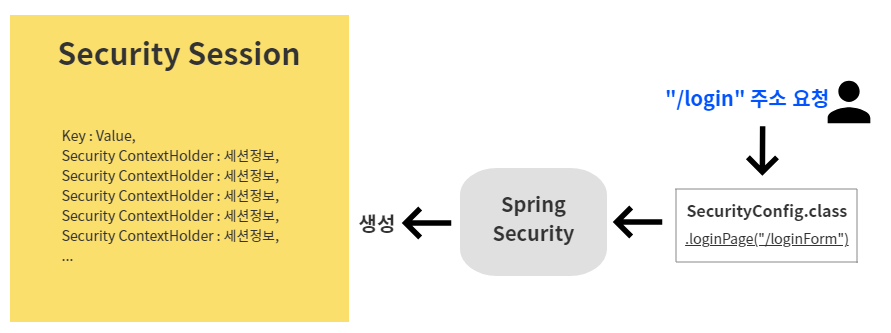 Security Session
Key : Value,
Security ContextHolder : 세션정보,
Security ContextHolder : 세션정보,
Security ContextHolder : 세션정보,
Security ContextHolder : 세션정보,
Security ContextHolder : 세션정보,
...
생성
Spring
Security
"/login" 주소 요청
SecurityConfig.class
.loginPage("/loginForm")